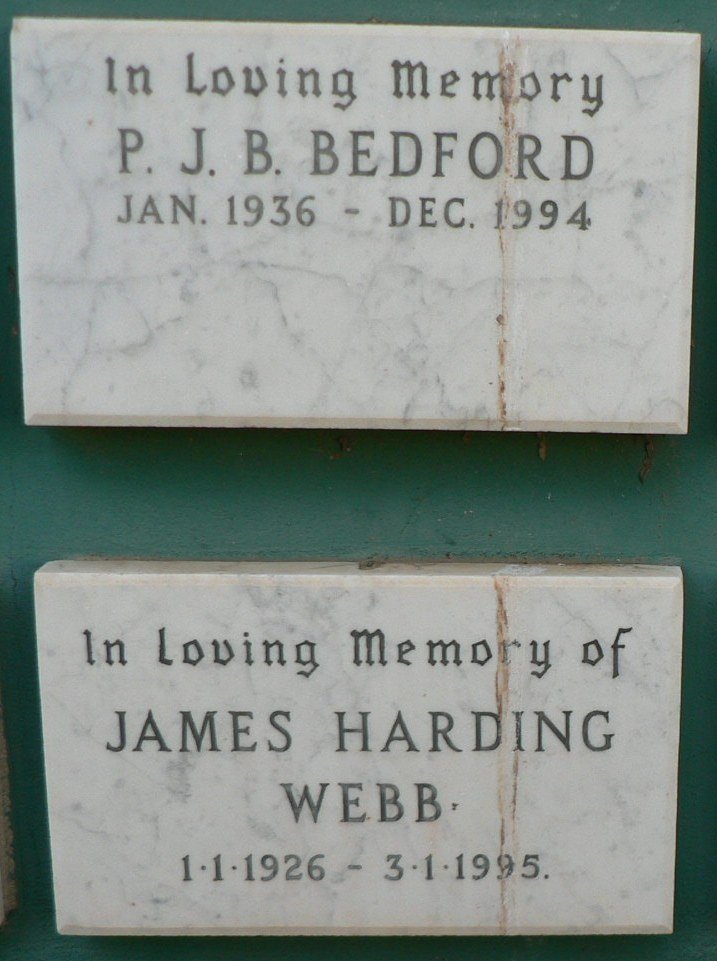 In Loving Memory
P. J. B. BEDFORD
JAN. 1936 - DEC. 1994
In Loving Memory of
JAMES HARDING
WEBB.
1·1·1926 - 3·1·1995.